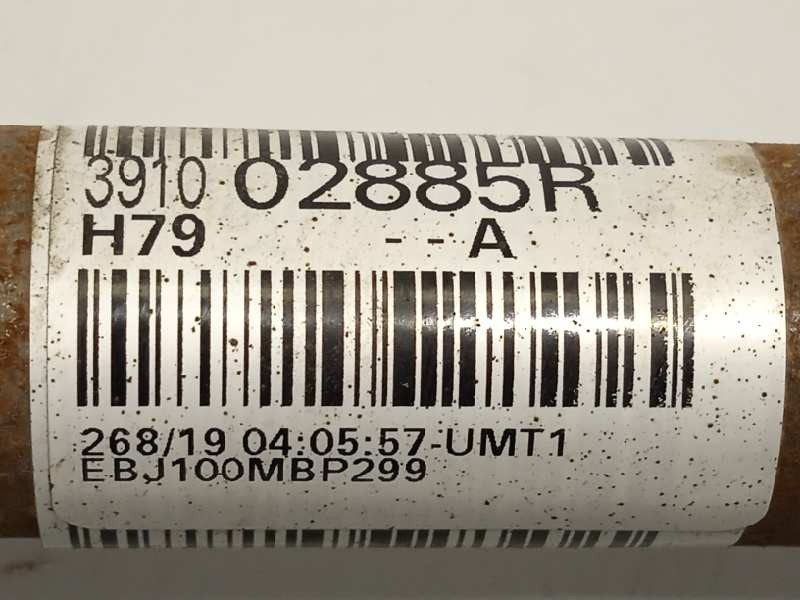 3910 02885R
H79 - - A
268/19 04:05:57-UMT1
EBJ100MBP299